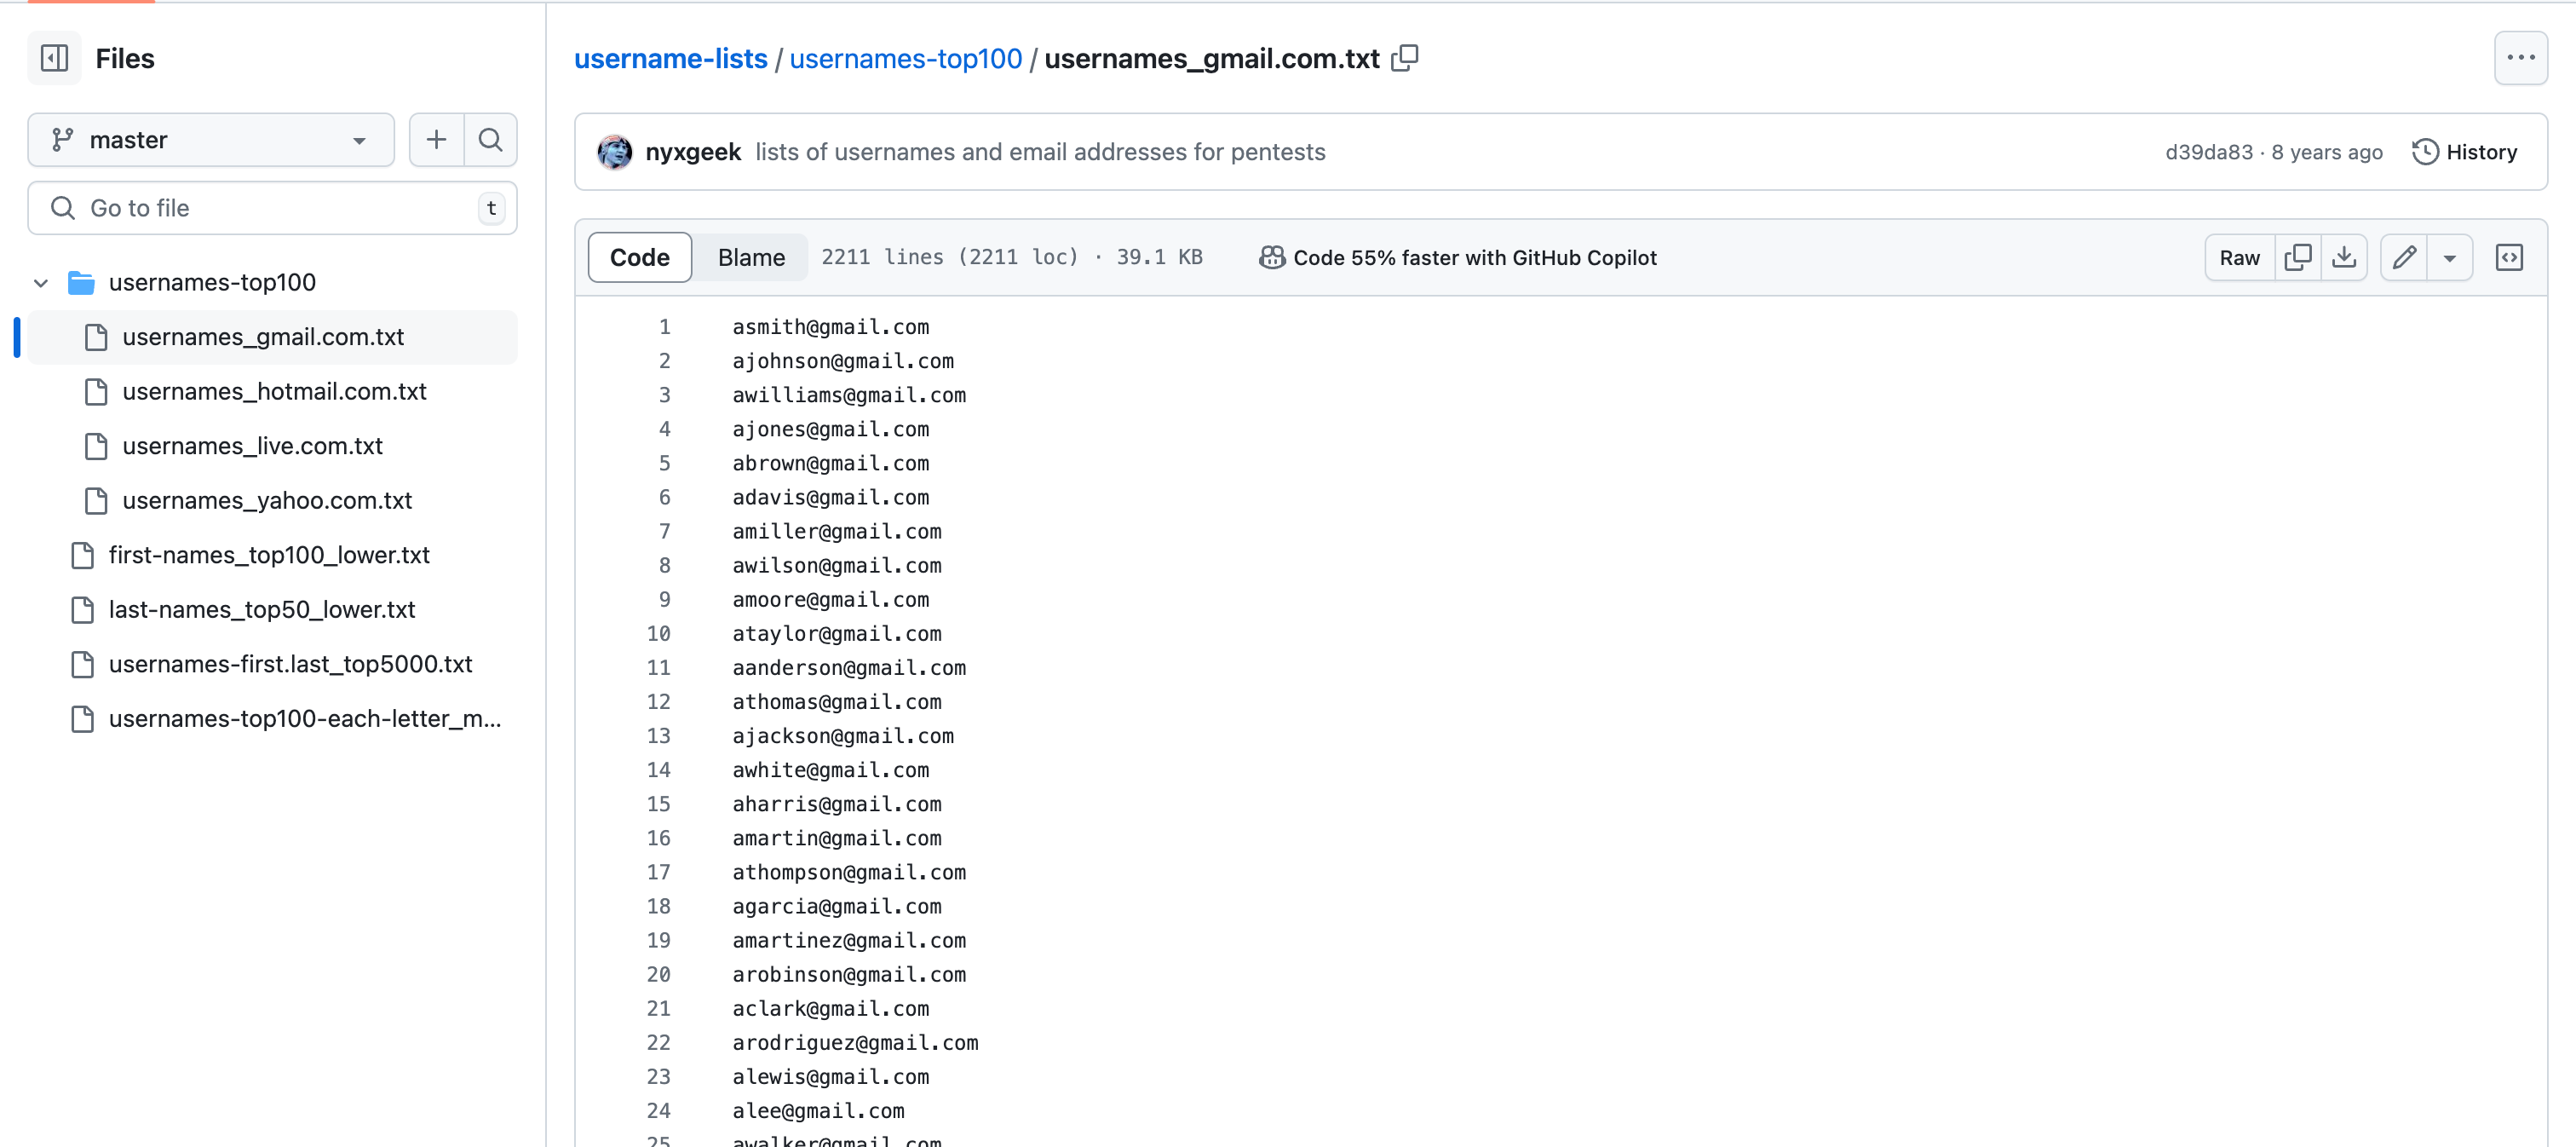 Files
master
Go to file
t
usernames-top100
usernames_gmail.com.txt
usernames_hotmail.com.txt
usernames_live.com.txt
usernames_yahoo.com.txt
first-names_top100_lower.txt
last-names_top50_lower.txt
usernames-first.last_top5000.txt
usernames-top100-each-letter_m...
username-lists / usernames-top100 / usernames_gmail.com.txt
nyxgeek lists of usernames and email addresses for pentests d39da83 · 8 years ago History
Code Blame 2211 lines (2211 loc) · 39.1 KB Code 55% faster with GitHub Copilot Raw
1 asmith@gmail.com
2 ajohnson@gmail.com
3 awilliams@gmail.com
4 ajones@gmail.com
5 abrown@gmail.com
6 adavis@gmail.com
7 amiller@gmail.com
8 awilson@gmail.com
9 amoore@gmail.com
10 ataylor@gmail.com
11 aanderson@gmail.com
12 athomas@gmail.com
13 ajackson@gmail.com
14 awhite@gmail.com
15 aharris@gmail.com
16 amartin@gmail.com
17 athompson@gmail.com
18 agarcia@gmail.com
19 amartinez@gmail.com
20 arobinson@gmail.com
21 aclark@gmail.com
22 arodriguez@gmail.com
23 alewis@gmail.com
24 alee@gmail.com
25 awalker@gmail.com